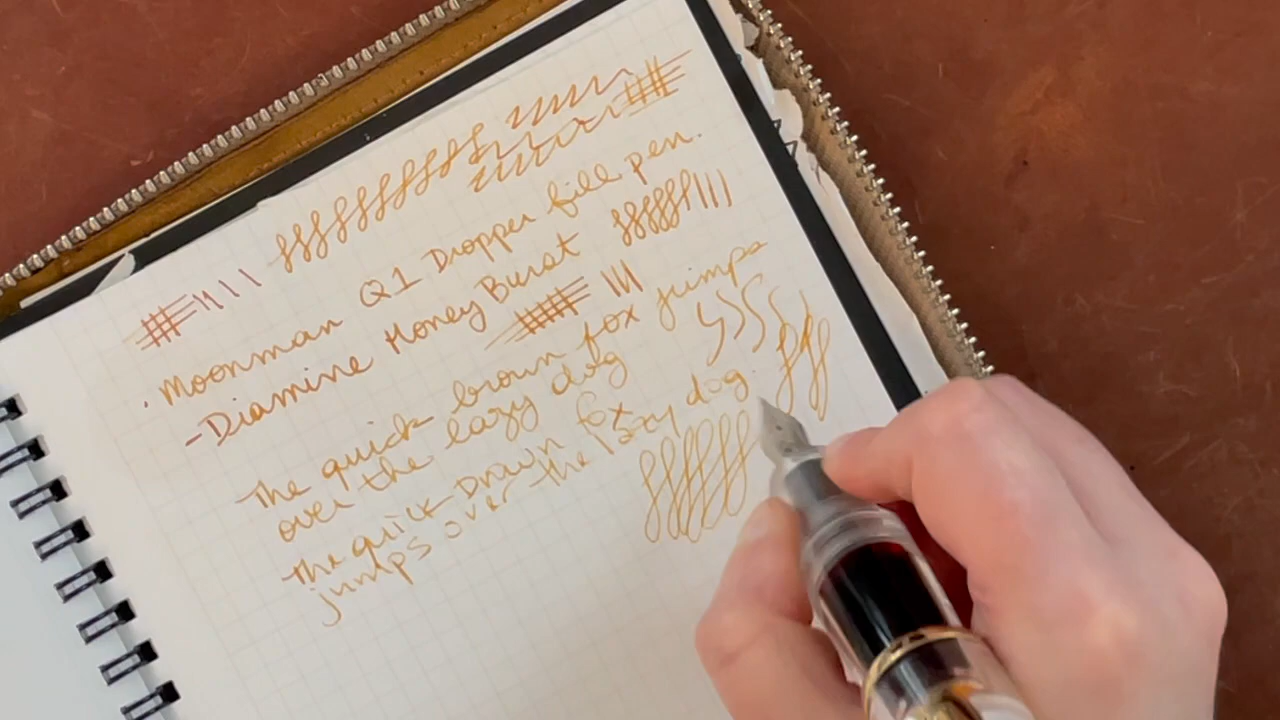 Moonman Q1 Dropper fill pen.
-Diamine Honey Burst
The quick brown fox jumps
over the lazy dog
The quick brown fox
jumps over the lazy dog.